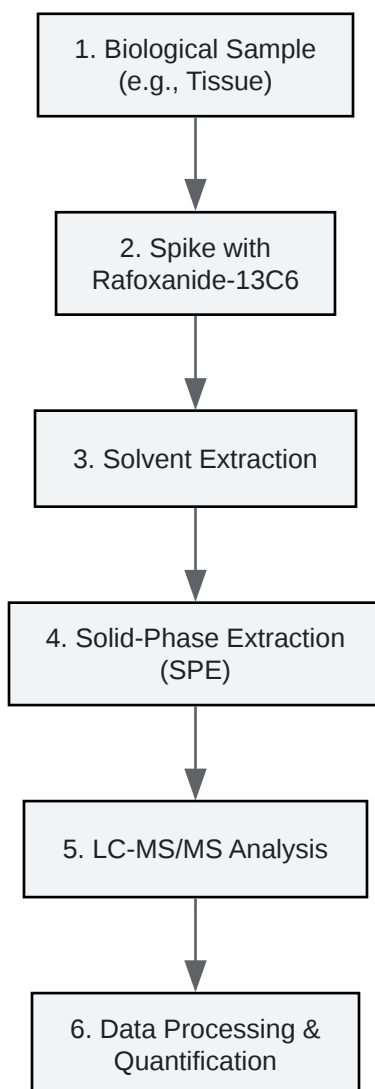 1. Biological Sample
(e.g., Tissue)
2. Spike with
Rafoxanide-13C6
3. Solvent Extraction
4. Solid-Phase Extraction
(SPE)
5. LC-MS/MS Analysis
6. Data Processing &
Quantification